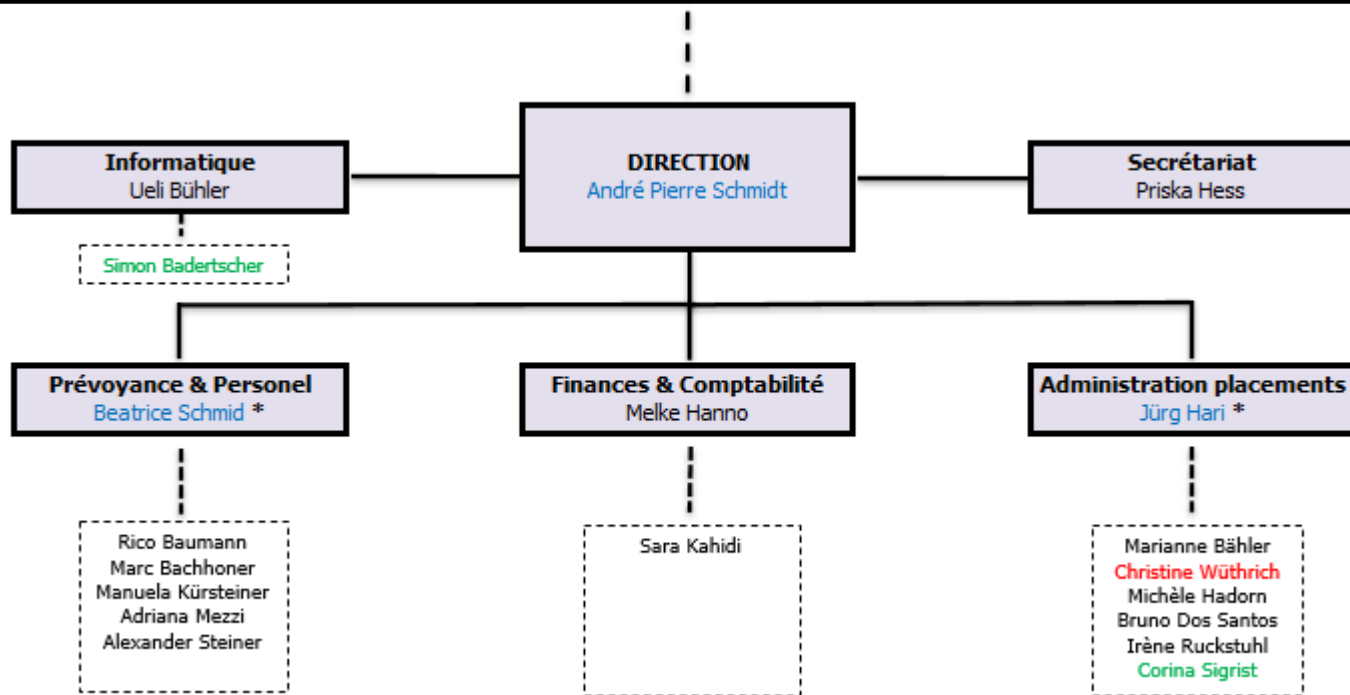 DIRECTION
André Pierre Schmidt
Informatique
Ueli Bühler
Secrétariat
Priska Hess
Simon Badertscher
Prévoyance & Personel
Beatrice Schmid *
Finances & Comptabilité
Melke Hanno
Administration placements
Jürg Hari *
Rico Baumann
Marc Bachhoner
Manuela Kürsteiner
Adriana Mezzi
Alexander Steiner
Sara Kahidi
Marianne Bähler
Christine Wüthrich
Michèle Hadorn
Bruno Dos Santos
Irène Ruckstuhl
Corina Sigrist